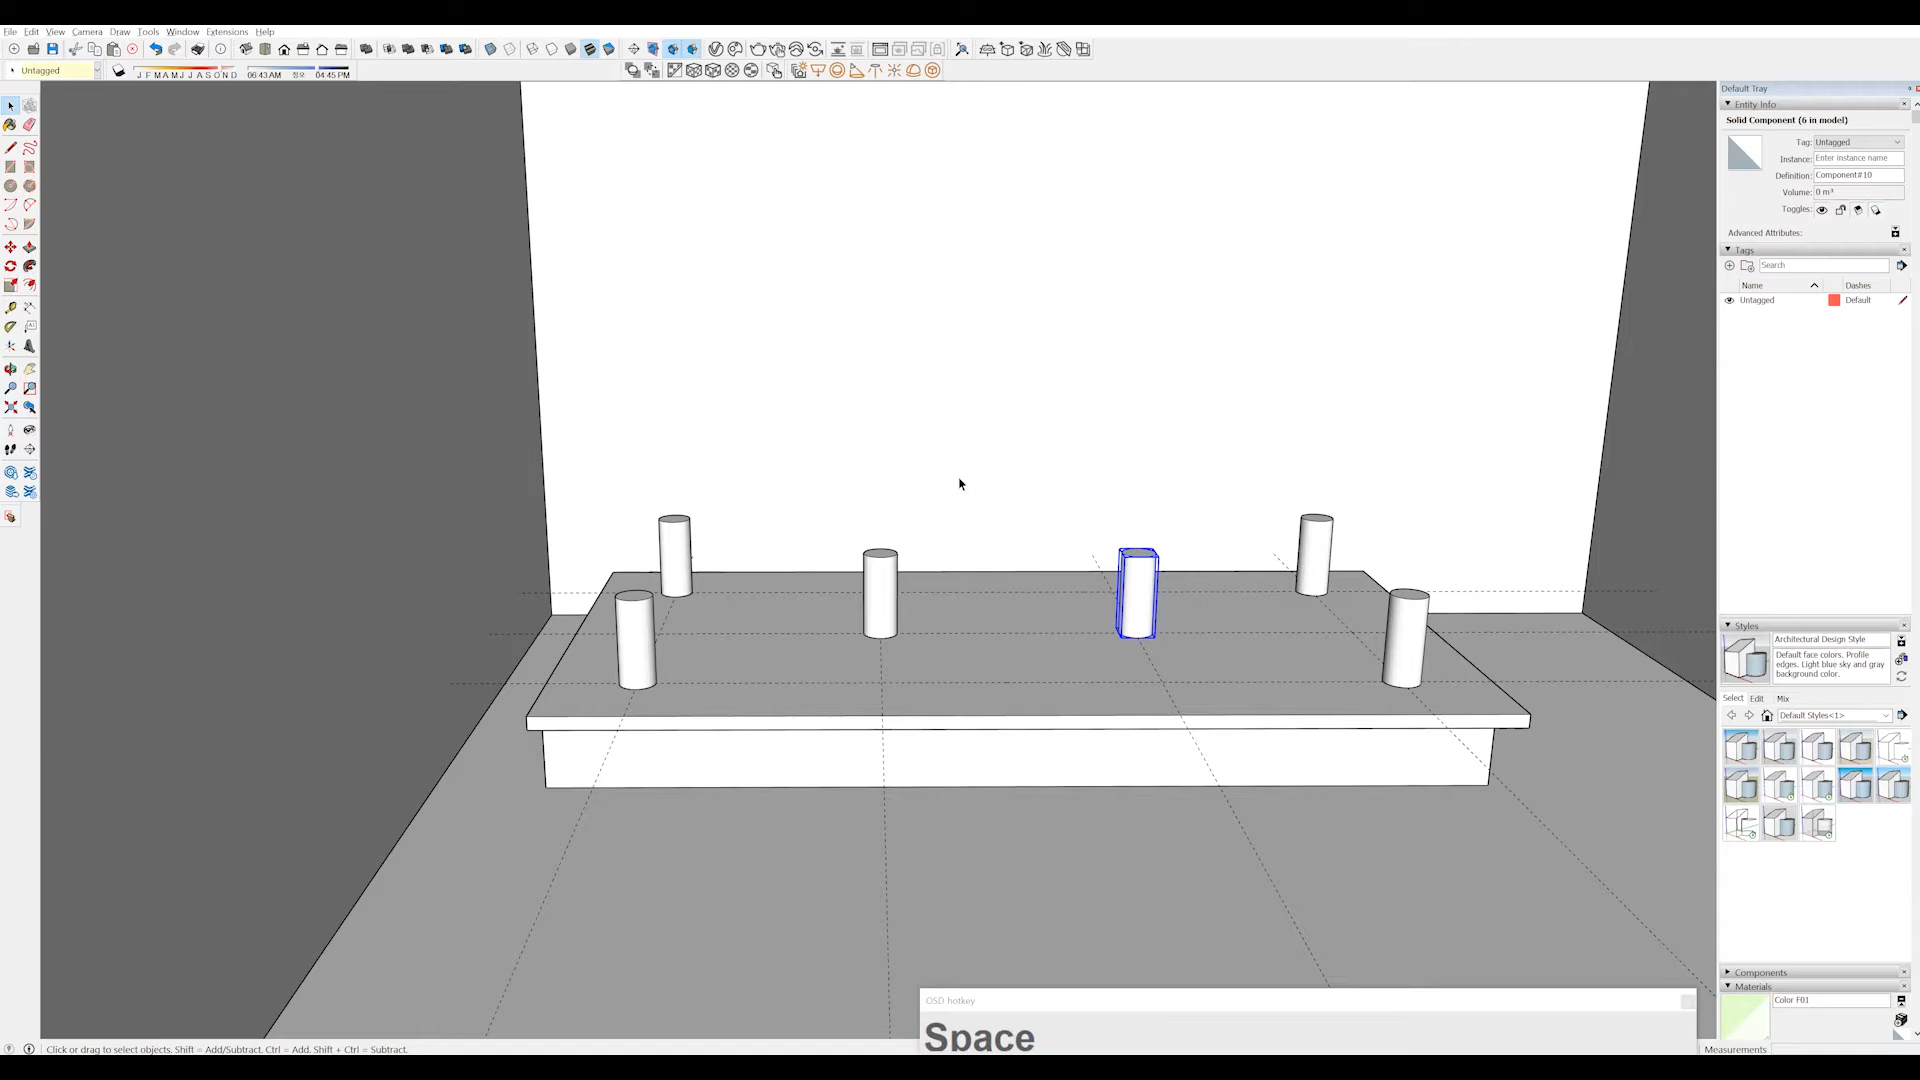 File Edit View Camera Draw Tools Window Extensions Help
Untagged
J F M A M J J A S O N D 06:43 AM 정오 04:45 PM
Default Tray
Entity Info
Solid Component (6 in model)
Tag: Untagged
Instance: Enter instance name
Definition: Component#10
Volume: 0 m³
Toggles:
Advanced Attributes:
Tags
Search
Name Dashes
Untagged Default
Styles
Architectural Design Style
Default face colors. Profile
edges. Light blue sky and gray
background color.
Select Edit Mix
Default Styles<1>
Components
Materials
Color F01
OSD hotkey
Space
Click or drag to select objects. Shift = Add/Subtract. Ctrl = Add. Shift + Ctrl = Subtract.
Measurements